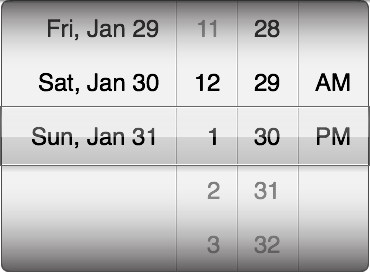 Fri, Jan 29 11 28
Sat, Jan 30 12 29 AM
Sun, Jan 31 1 30 PM
2 31
3 32